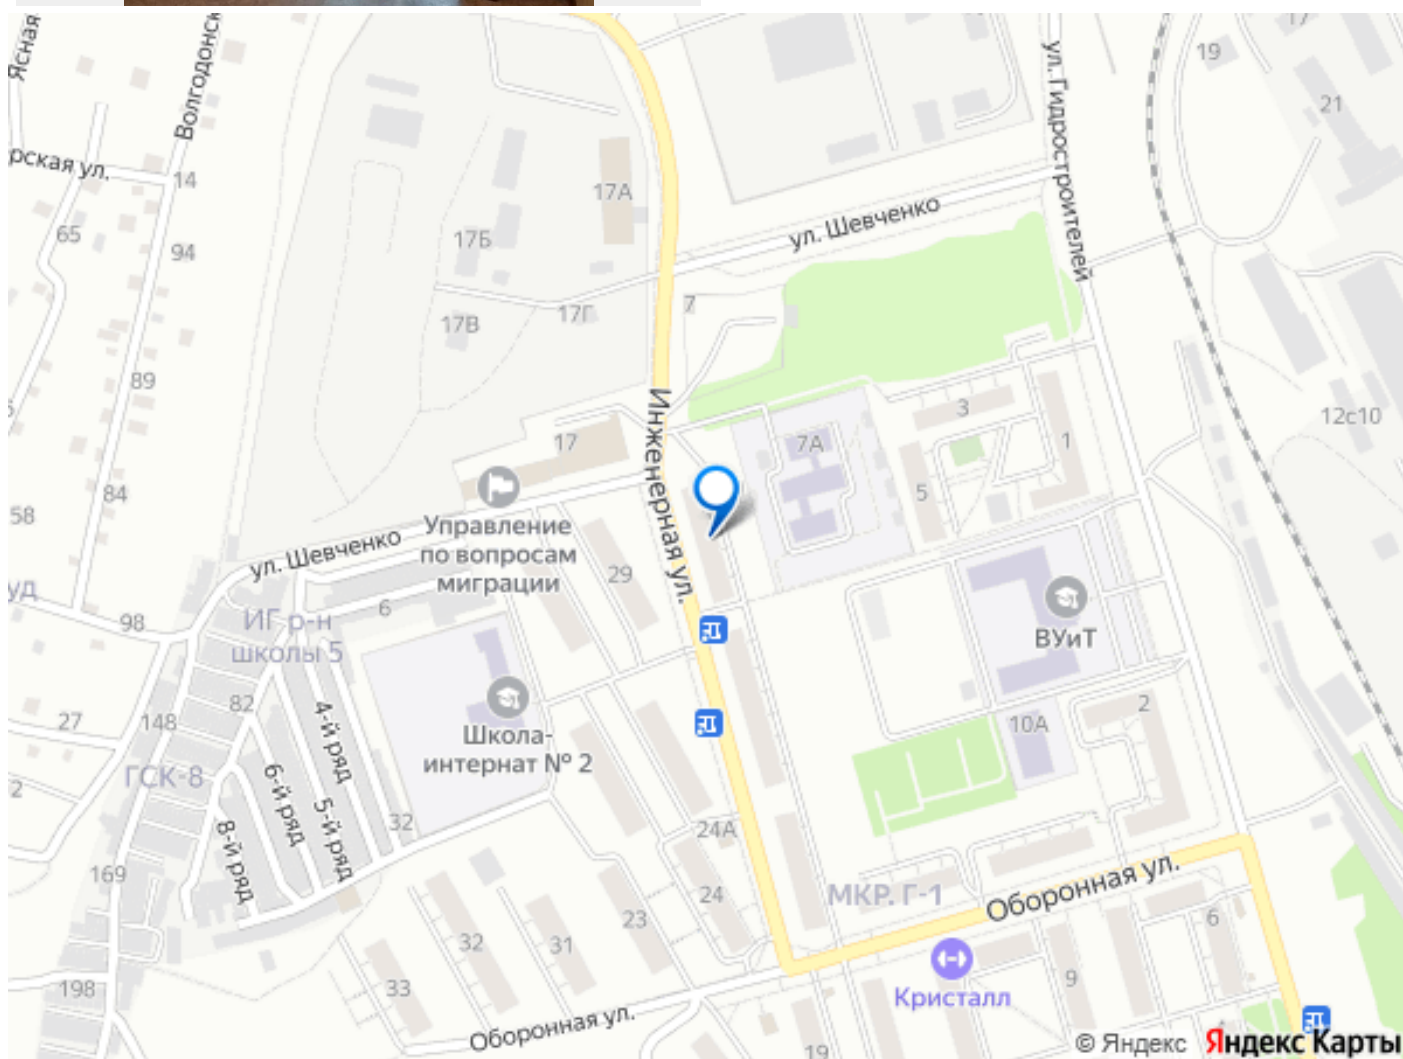 Ясная
Волгодонск
ул. Гидростроителей
19
17
21
рская ул.
14
17А
65
94
17Б
ул. Шевченко
7
17В
17Г
89
12с10
3
1
17
7А
Инженерная ул.
84
5
58
Управление
по вопросам
миграции
ул. Шевченко
29
УД
98
6
ИГ р-н
школы 5
ВУиТ
82
4-й ряд
27
148
Школа-
интернат № 2
2
10А
ГСК-8
6-й ряд
5-й ряд
2
8-й ряд
32
24А
169
24
МКР. Г-1
Оборонная ул.
23
6
32
31
33
9
Кристалл
198
Оборонная ул.
19
© Яндекс Яндекс Карты